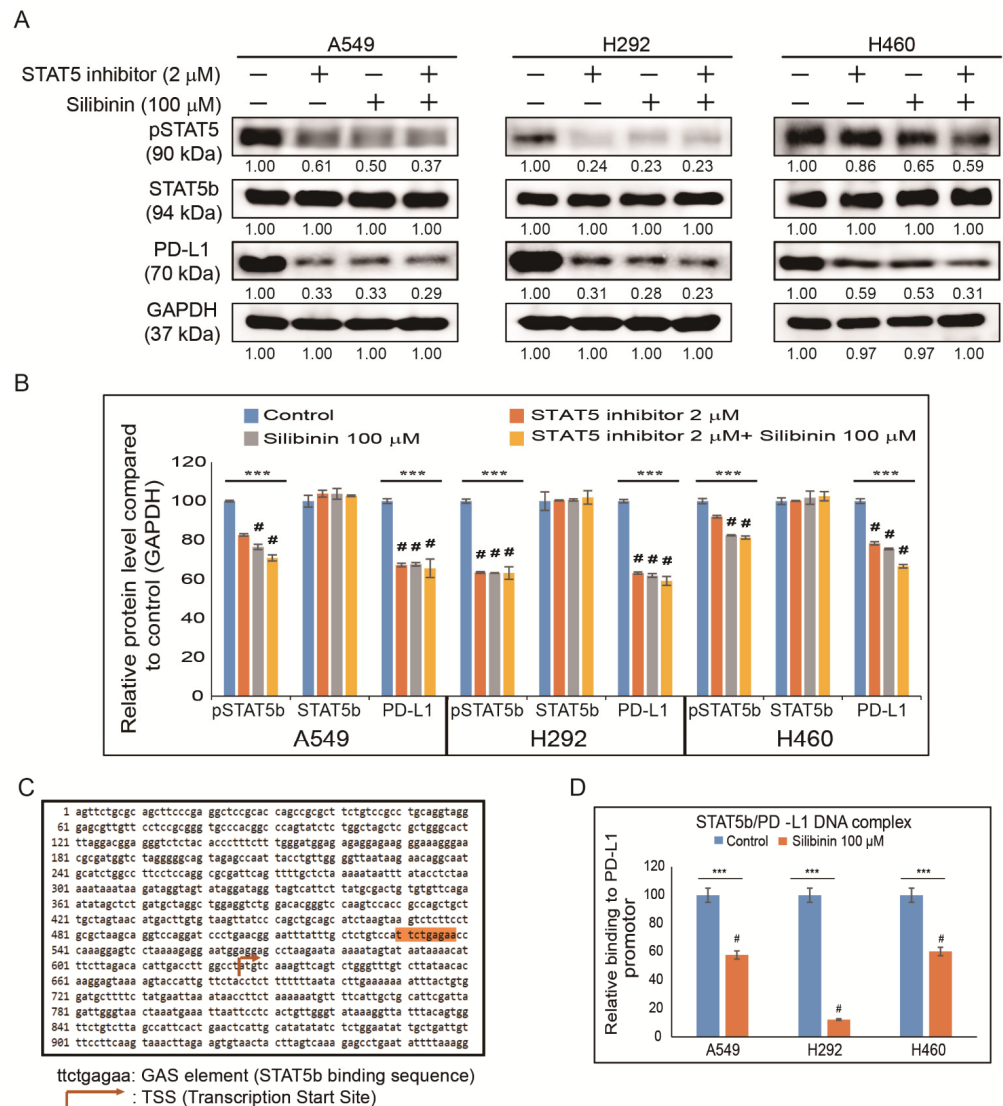 A
A549 H292 H460
STAT5 inhibitor (2 μM) − + − + − + − + − + − +
Silibinin (100 μM) − − + + − − + + − − + +
pSTAT5
(90 kDa)
1.00 0.61 0.50 0.37 1.00 0.24 0.23 0.23 1.00 0.86 0.65 0.59
STAT5b
(94 kDa)
1.00 1.00 1.00 1.00 1.00 1.00 1.00 1.00 1.00 1.00 1.00 1.00
PD-L1
(70 kDa)
1.00 0.33 0.33 0.29 1.00 0.31 0.28 0.23 1.00 0.59 0.53 0.31
GAPDH
(37 kDa)
1.00 1.00 1.00 1.00 1.00 1.00 1.00 1.00 1.00 0.97 0.97 1.00
B
Control STAT5 inhibitor 2 μM
Silibinin 100 μM STAT5 inhibitor 2 μM+ Silibinin 100 μM
Relative protein level compared
to control (GAPDH)
120
100
80
60
40
20
0
*** *** *** *** *** ***
# # # # # # # # # # # # # # # #
pSTAT5b STAT5b PD-L1 pSTAT5b STAT5b PD-L1 pSTAT5b STAT5b PD-L1
A549 H292 H460
C
1 agttctgcgc agcttcccga ggctccgcac cagccgcgct tctgtccgcc tgcaggtagg
61 gagcgttgtt cctccgcggg tgcccacggc ccagtatctc tggctagctc gctgggcact
121 ttaggacgga gggtctctac accctttctt tgggatggag agaggagaag ggaaagggaa
181 cgcgatggtc taggggggcag tagagccaat tacctgttgg ggttaataag aacaggcaat
241 gcatctggcc ttcctccagg cgcgattcag ttttgctcta aaaataattt atacctctaa
301 aaataaataa gataggtagt ataggatagg tagtcattct tatgcgactg tgtgttcaga
361 atatagctct gatgctaggc tggaggtctg gacacgggtc caagtccacc gccagctgct
421 tgctagtaac atgacttgtg taagttatcc cagctgcagc atctaagtaa gtctcttcct
481 gcgctaagca ggtccaggat ccctgaacgg aatttatttg ctctgtccat tctgagaacc
541 caaaggagtc ctaaagagag aatggaggag cctaagaata aaaatagtat aataaaacat
601 ttcttagaca cattgacctt ggcctatgtc aaagttcagt ctgggtttgt cttataacac
661 aaggagtaaa agtaccattg ttctacctct ttttttaatc actgaaaaa aatttactgtg
721 gatgcttttc tatgaattaa ataaccttct aaaaaaatgt tttcattgctg cattcgatta
781 gattgggtaac ctaaatgaaa ttaattcctc actgttgggt ataaaggtta tttacagtgg
841 ttctgtctta gccattcact gaactcattg catatatatc tctggaatat tgctgattgt
901 ttccttcaag taaacttaga agtgtaacta cttagtcaaa gagcctgaat attttaaagg
ttctgagaa: GAS element (STAT5b binding sequence)
: TSS (Transcription Start Site)
D
STAT5b/PD -L1 DNA complex
Control Silibinin 100 μM
Relative binding to PD-L1
promotor
120
100
80
60
40
20
0
*** *** ***
# # #
A549 H292 H460